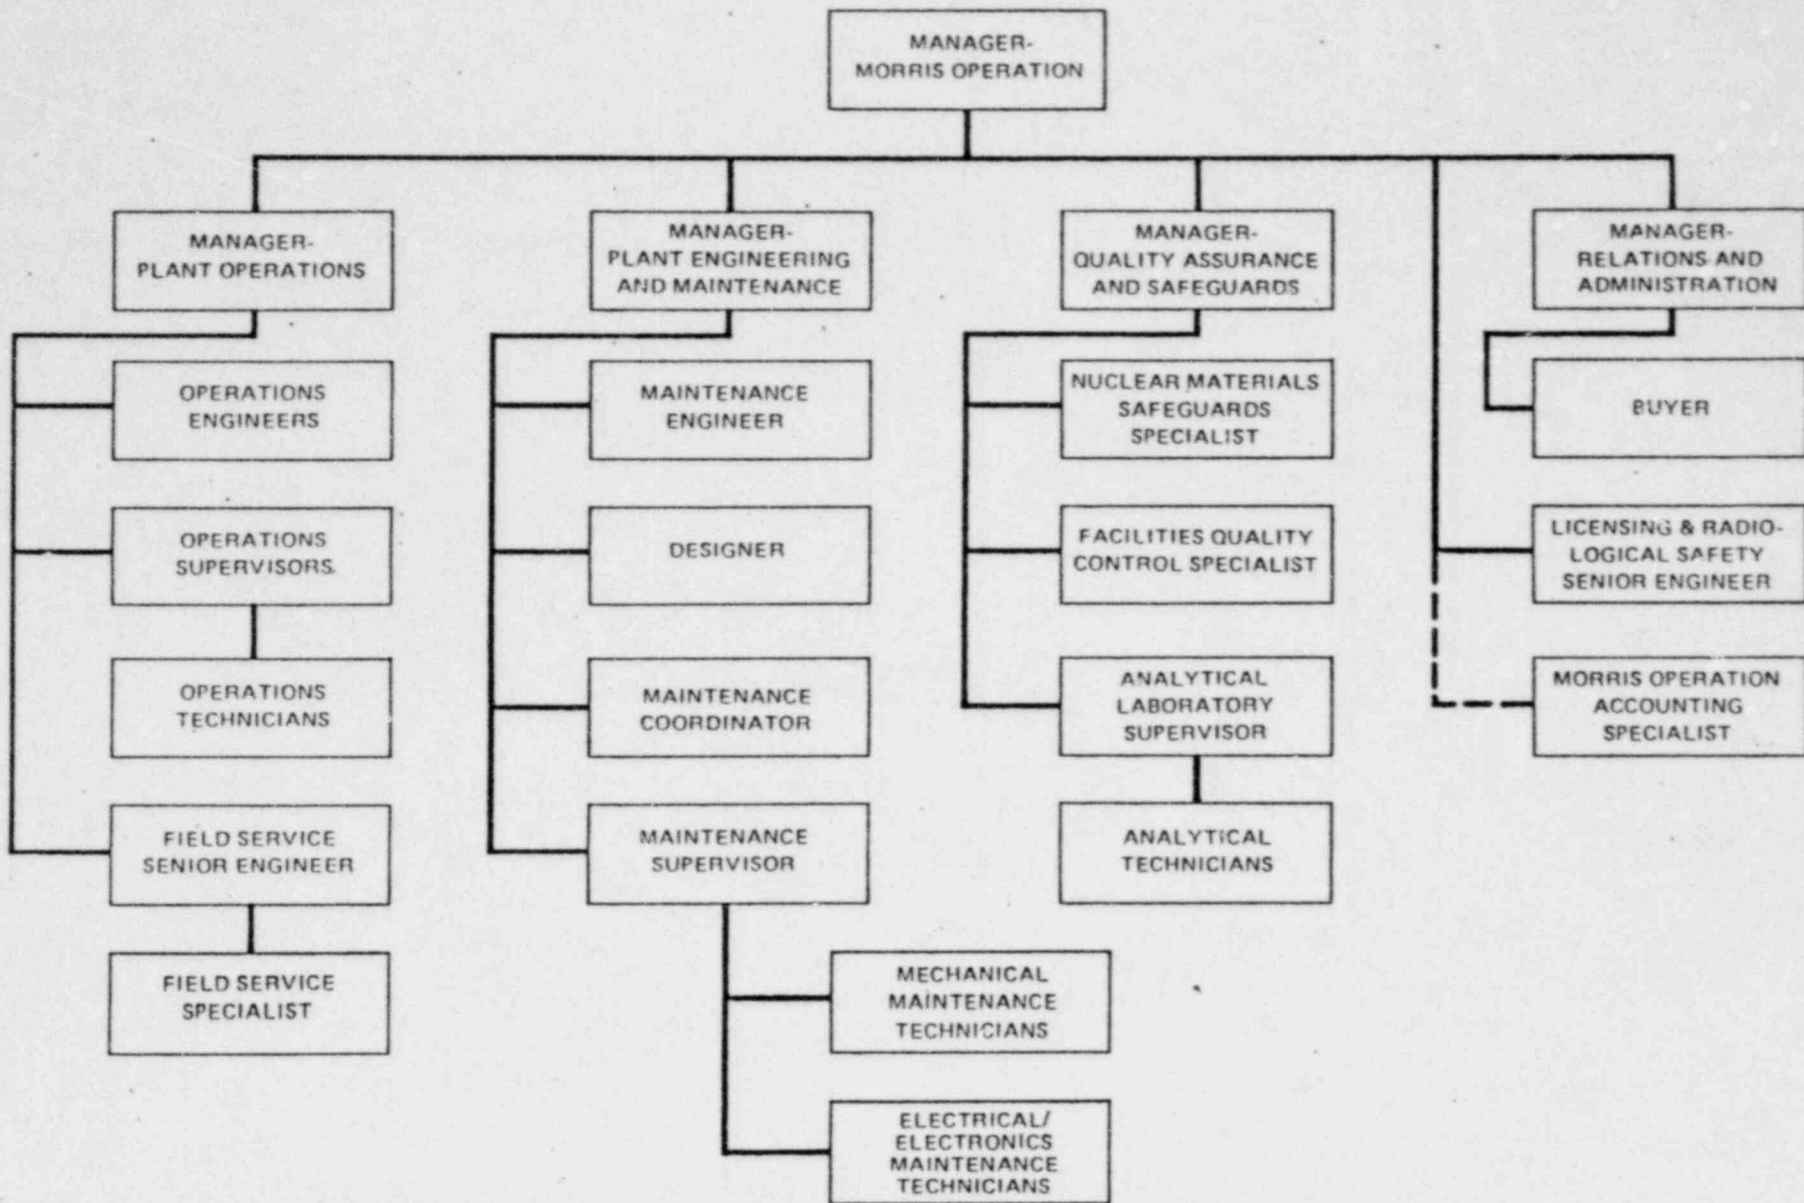 MANAGER-
MORRIS OPERATION
MANAGER-
PLANT OPERATIONS
MANAGER-
PLANT ENGINEERING
AND MAINTENANCE
MANAGER-
QUALITY ASSURANCE
AND SAFEGUARDS
MANAGER-
RELATIONS AND
ADMINISTRATION
OPERATIONS
ENGINEERS
MAINTENANCE
ENGINEER
NUCLEAR MATERIALS
SAFEGUARDS
SPECIALIST
BUYER
OPERATIONS
SUPERVISORS
DESIGNER
FACILITIES QUALITY
CONTROL SPECIALIST
LICENSING & RADIO-
LOGICAL SAFETY
SENIOR ENGINEER
OPERATIONS
TECHNICIANS
MAINTENANCE
COORDINATOR
ANALYTICAL
LABORATORY
SUPERVISOR
MORRIS OPERATION
ACCOUNTING
SPECIALIST
FIELD SERVICE
SENIOR ENGINEER
MAINTENANCE
SUPERVISOR
ANALYTICAL
TECHNICIANS
FIELD SERVICE
SPECIALIST
MECHANICAL
MAINTENANCE
TECHNICIANS
ELECTRICAL/
ELECTRONICS
MAINTENANCE
TECHNICIANS